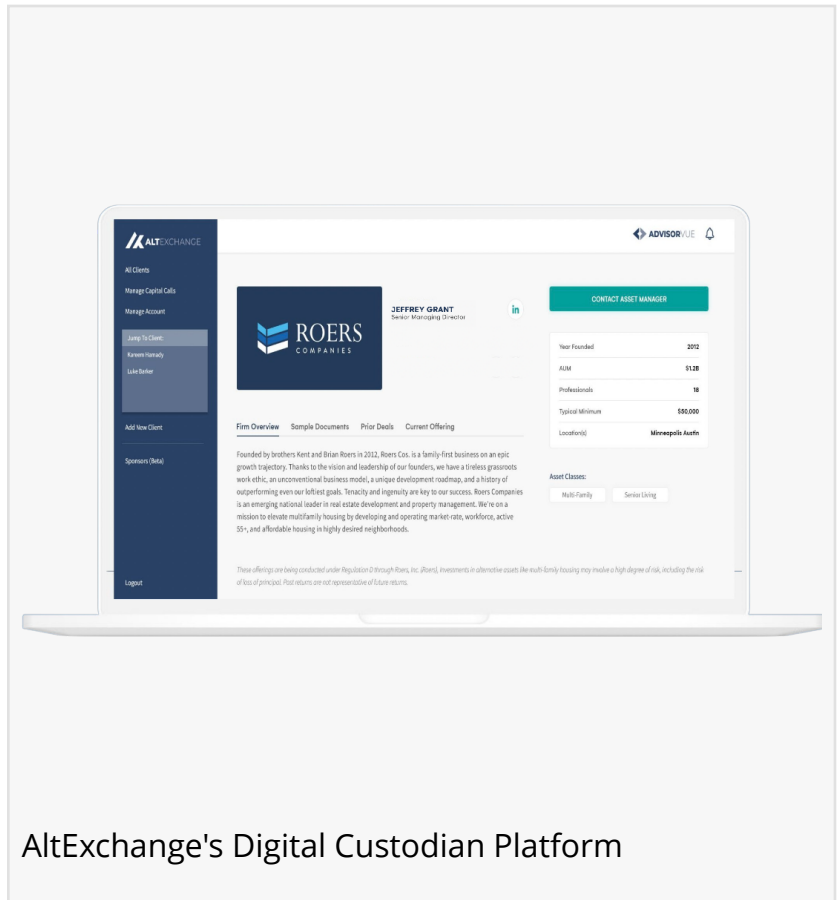 ALTEXCHANGE
ADVISORVUE
All Clients
Manage Capital Calls
Manage Account
Jump To Client:
Kareem Hamady
Luke Barker
Add New Client
Sponsors (Beta)
Logout
ROERS
COMPANIES
JEFFREY GRANT
Senior Managing Director
in
CONTACT ASSET MANAGER
Year Founded 2012
AUM $1.2B
Professionals 18
Typical Minimum $50,000
Location(s) Minneapolis Austin
Asset Classes:
Multi-Family Senior Living
Firm Overview Sample Documents Prior Deals Current Offering
Founded by brothers Kent and Brian Roers in 2012, Roers Cos. is a family-first business on an epic
growth trajectory. Thanks to the vision and leadership of our founders, we have a tireless grassroots
work ethic, an unconventional business model, a unique development roadmap, and a history of
outperforming even our loftiest goals. Tenacity and ingenuity are key to our success. Roers Companies
is an emerging national leader in real estate development and property management. We're on a
mission to elevate multifamily housing by developing and operating market-rate, workforce, active
55+, and affordable housing in highly desired neighborhoods.
These offerings are being conducted under Regulation D through Roers, Inc. (Roers), Investments in alternative assets like multi-family housing may involve a high degree of risk, including the risk
of loss of principal. Past returns are not representative of future returns.
AltExchange's Digital Custodian Platform